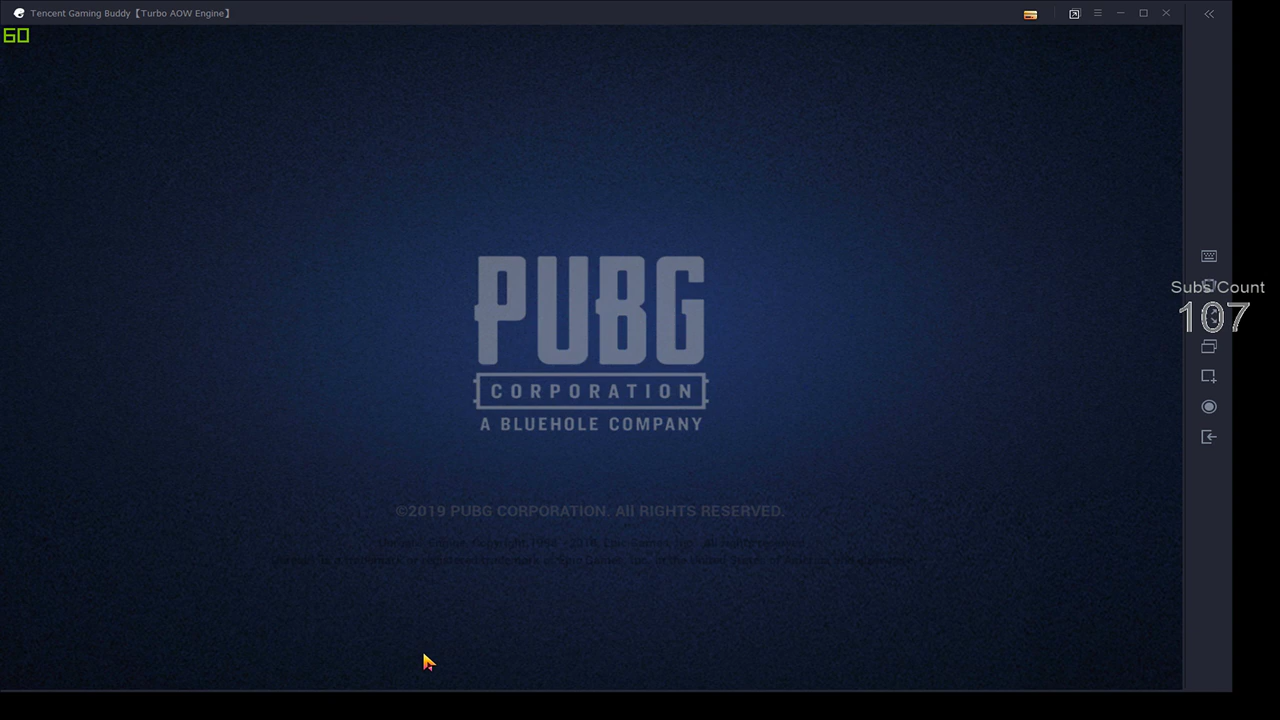 Tencent Gaming Buddy【Turbo AOW Engine】
60
PUBG
CORPORATION
A BLUEHOLE COMPANY
Subs Count
107
©2019 PUBG CORPORATION. All RIGHTS RESERVED.